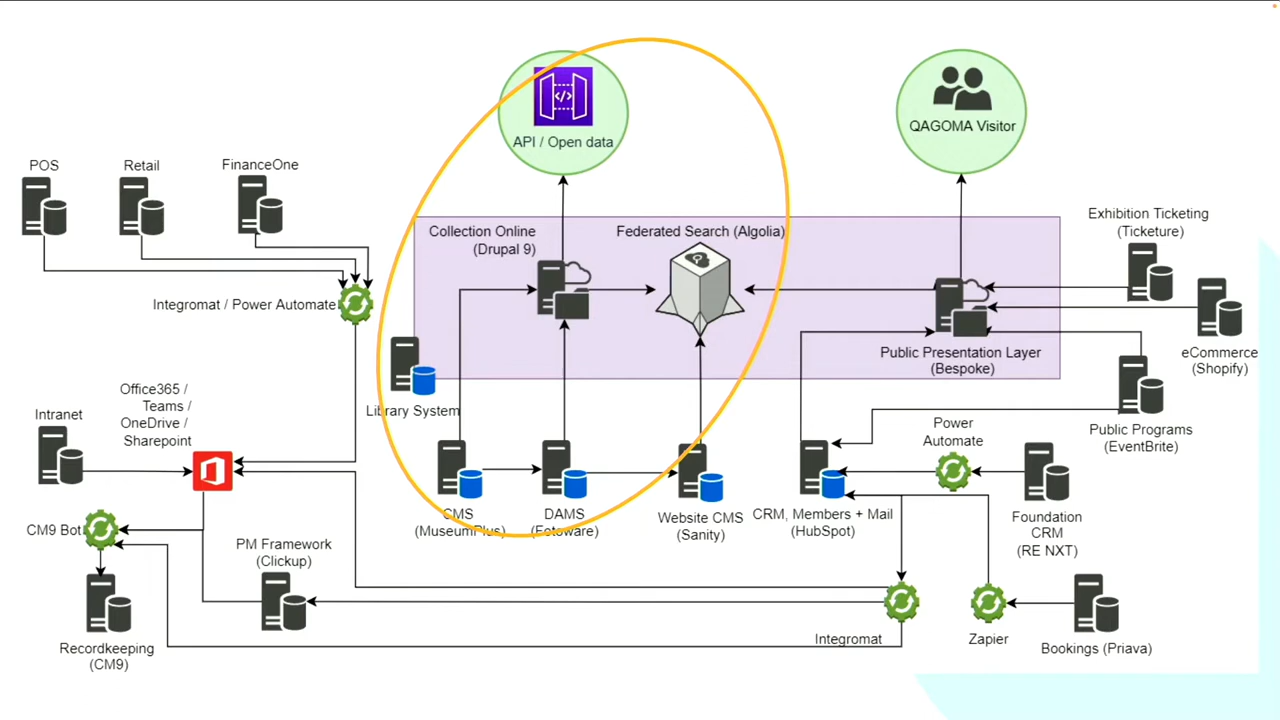 API / Open data
QAGOMA Visitor
POS
Retail
FinanceOne
Collection Online
(Drupal 9)
Federated Search (Algolia)
Exhibition Ticketing
(Ticketure)
Integromat / Power Automate
Public Presentation Layer
(Bespoke)
eCommerce
(Shopify)
Library System
Office365 /
Teams /
OneDrive /
Sharepoint
Intranet
Power
Automate
Public Programs
(EventBrite)
CMS
(MuseumPlus)
DAMS
(Fotoware)
Website CMS
(Sanity)
CRM, Members + Mail
(HubSpot)
Foundation
CRM
(RE NXT)
CM9 Bot
PM Framework
(Clickup)
Recordkeeping
(CM9)
Integromat
Zapier
Bookings (Priava)